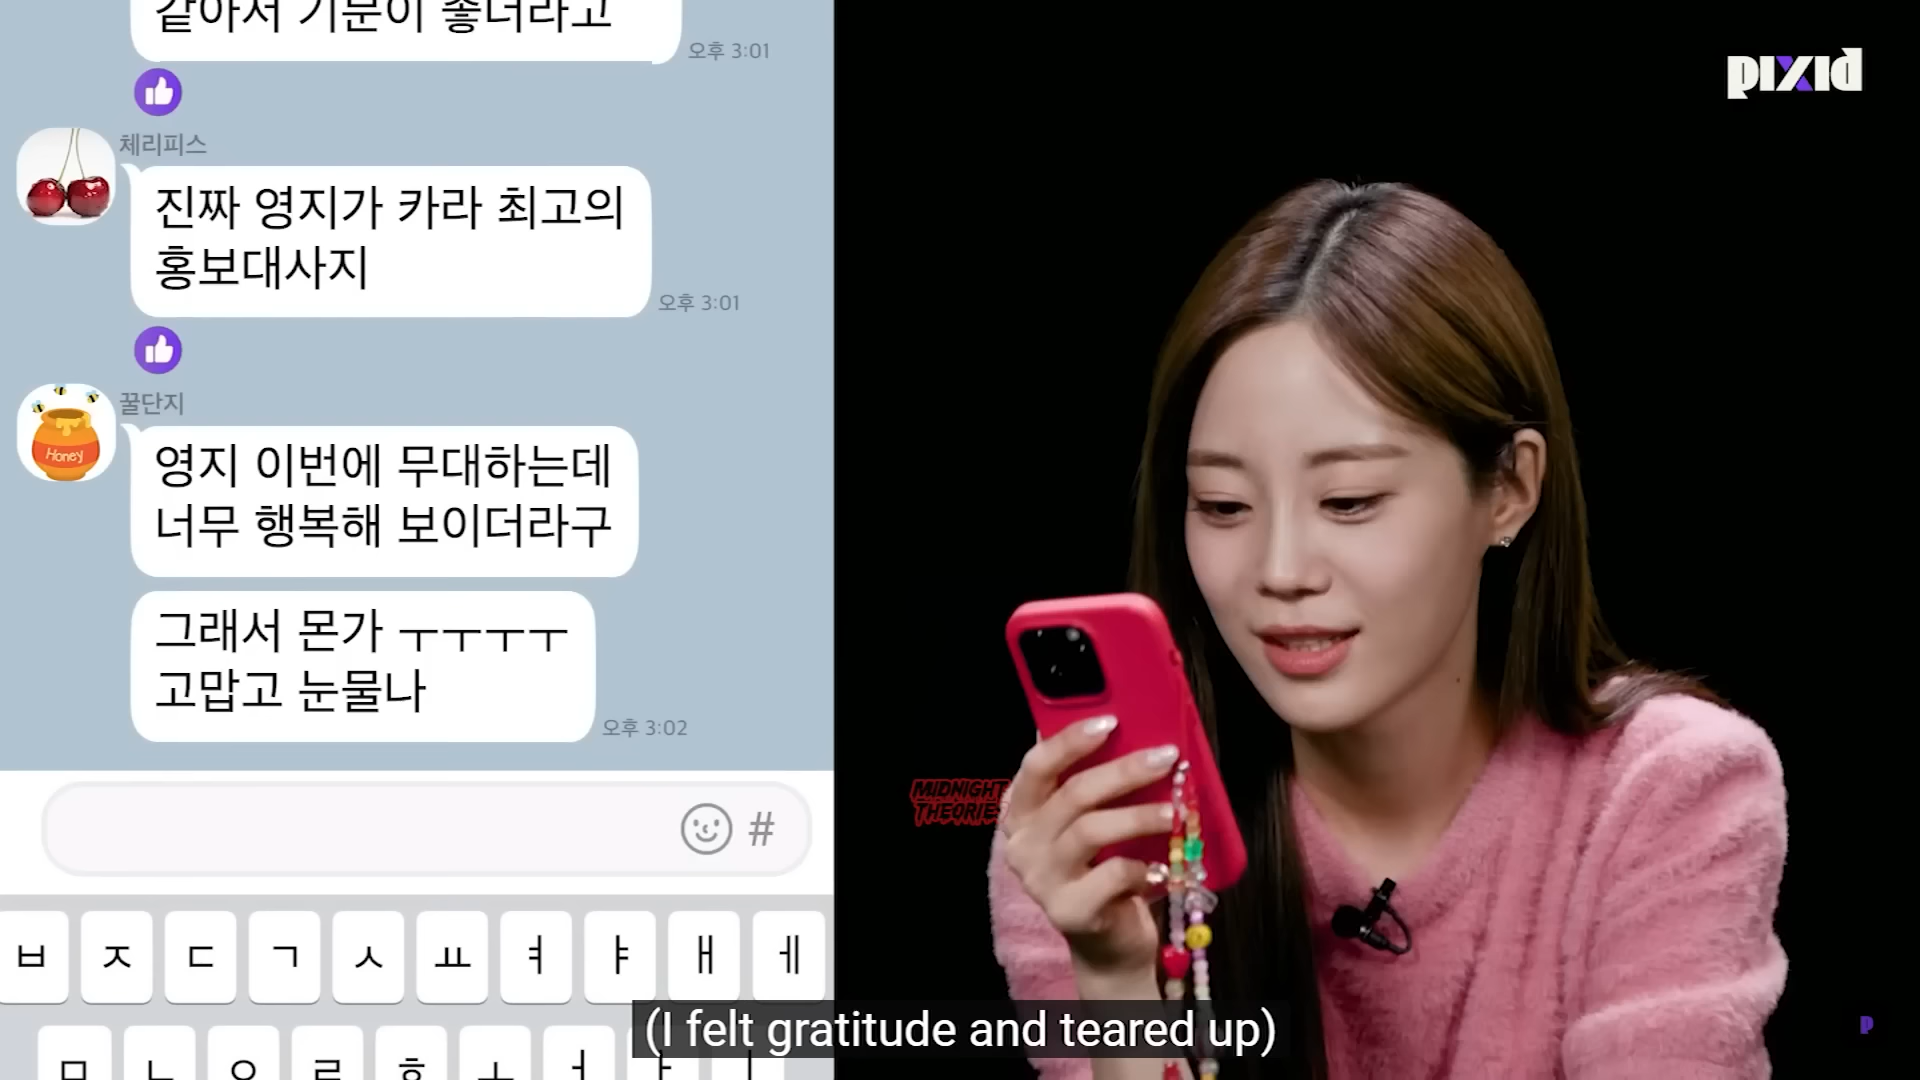 같아서 기분이 좋더라고
오후 3:01
체리피스
진짜 영지가 카라 최고의
홍보대사지
오후 3:01
꿀단지
Honey
영지 이번에 무대하는데
너무 행복해 보이더라구
그래서 몬가 ㅜㅜㅜㅜ
고맙고 눈물나
오후 3:02
#
ㅂ ㅈ ㄷ ㄱ ㅅ ㅛ ㅕ ㅑ ㅐ ㅔ
ㅁ ㄴ ㅇ ㄹ ㅎ ㅗ ㅓ ㅏ ㅣ
pixid
MIDNIGHT
THEORIES
(I felt gratitude and teared up)
P